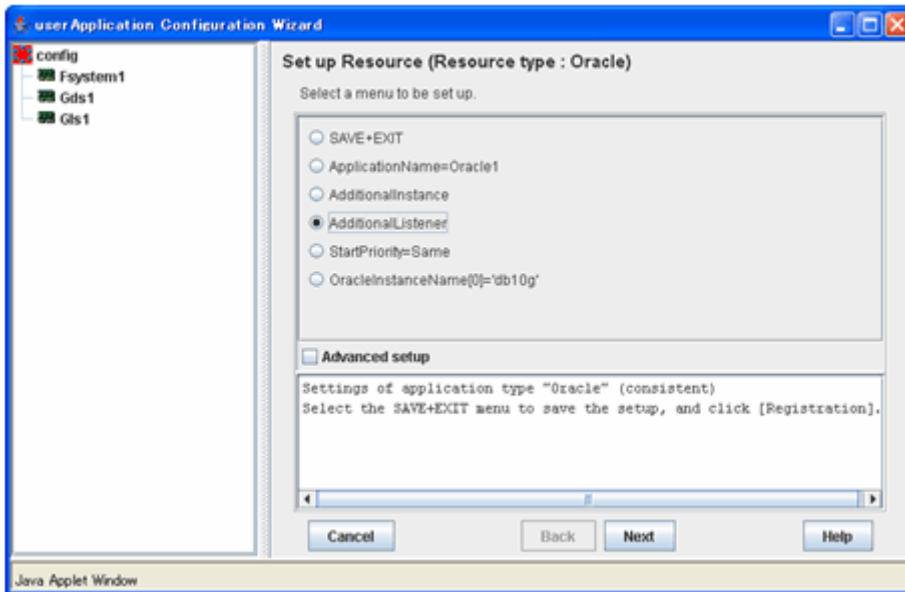 userApplication Configuration Wizard
config
Fsystem1
Gds1
Gls1
Set up Resource (Resource type : Oracle)
Select a menu to be set up.
SAVE+EXIT
ApplicationName=Oracle1
AdditionalInstance
AdditionalListener
StartPriority=Same
OracleInstanceName[0]='db10g'
Advanced setup
Settings of application type "Oracle" (consistent)
Select the SAVE+EXIT menu to save the setup, and click [Registration].
Cancel Back Next Help
Java Applet Window